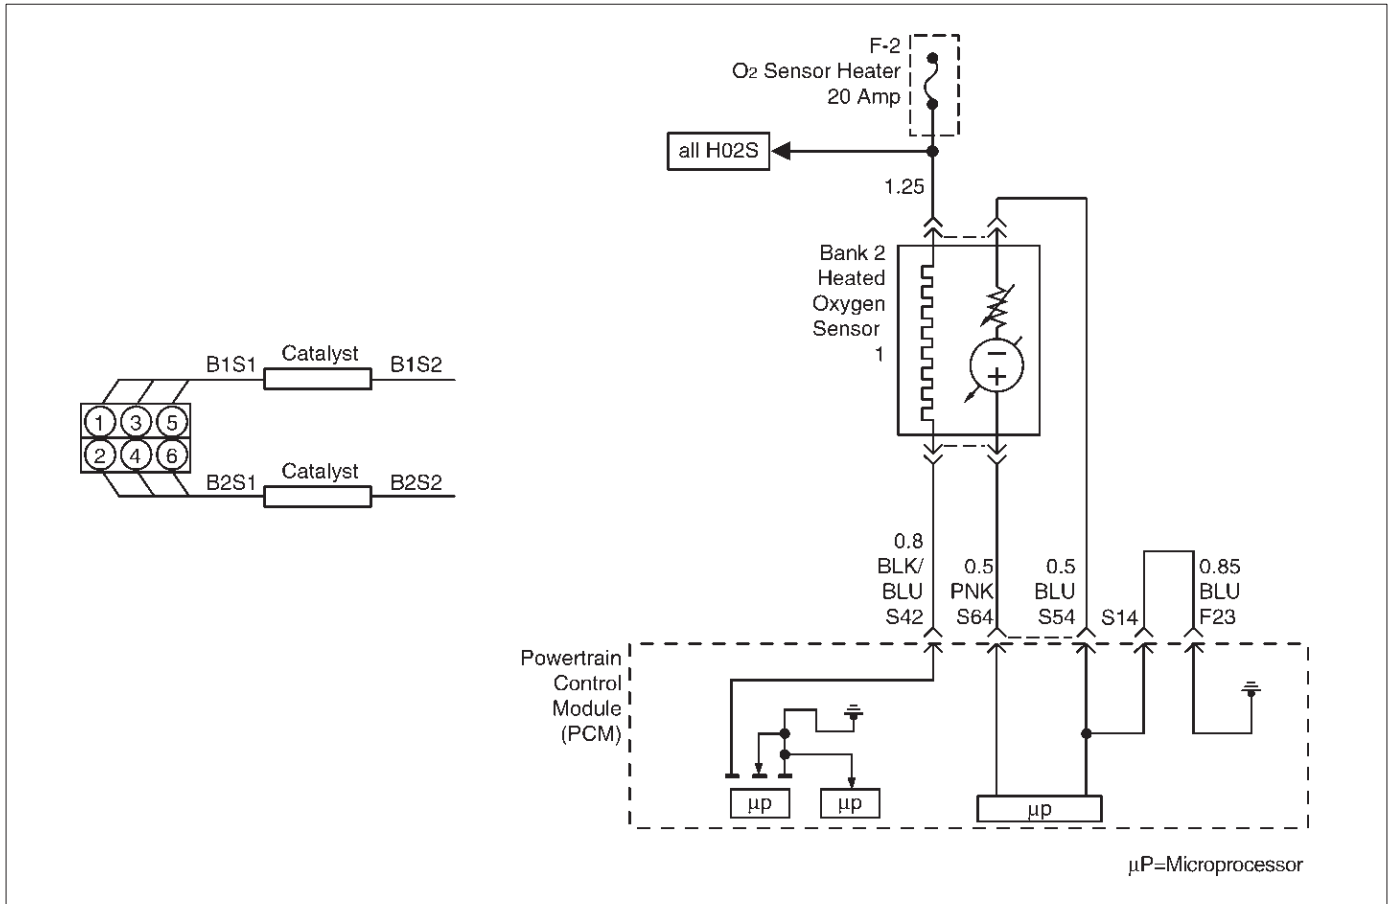 F-2
O2 Sensor Heater
20 Amp
all H02S
1.25
Bank 2
Heated
Oxygen
Sensor
1
B1S1 Catalyst B1S2
1 3 5
2 4 6
B2S1 Catalyst B2S2
0.8
BLK/
BLU
S42
0.5
PNK
S64
0.5
BLU
S54
S14
0.85
BLU
F23
Powertrain
Control
Module
(PCM)
− 
+
μp
μp
μp
μP=Microprocessor